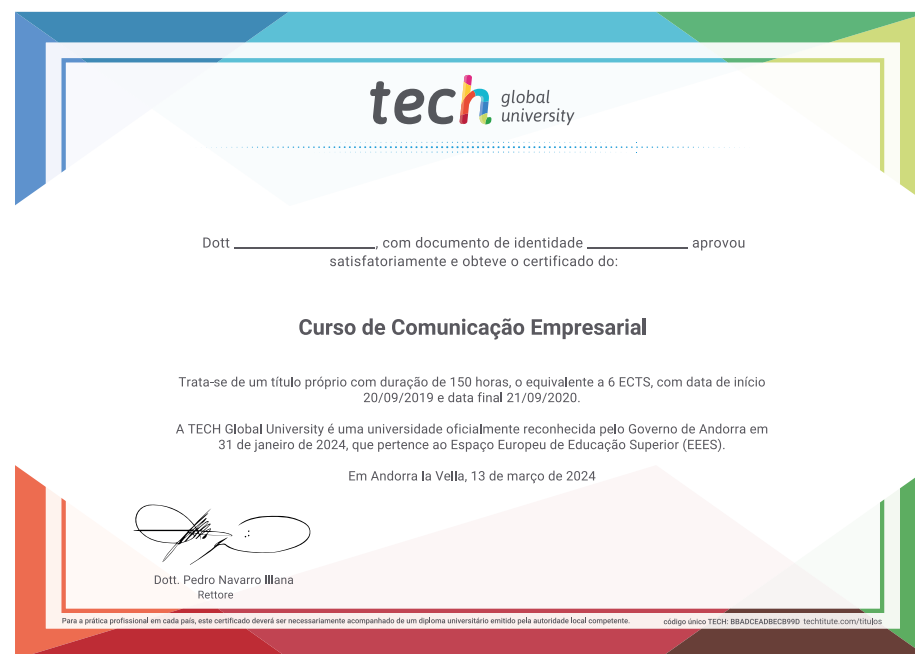 tech global university
Dott ____________, com documento de identidade _________ aprovou
satisfatoriamente e obteve o certificado do:
Curso de Comunicação Empresarial
Trata-se de um título próprio com duração de 150 horas, o equivalente a 6 ECTS, com data de início
20/09/2019 e data final 21/09/2020.
A TECH Global University é uma universidade oficialmente reconhecida pelo Governo de Andorra em
31 de janeiro de 2024, que pertence ao Espaço Europeu de Educação Superior (EEES).
Em Andorra la Vella, 13 de março de 2024
Dott. Pedro Navarro Illana
Rettore
Para a prática profissional em cada país, este certificado deverá ser necessariamente acompanhado de um diploma universitário emitido pela autoridade local competente.
código único TECH: BBADCEADBECB99D techtitute.com/titulos